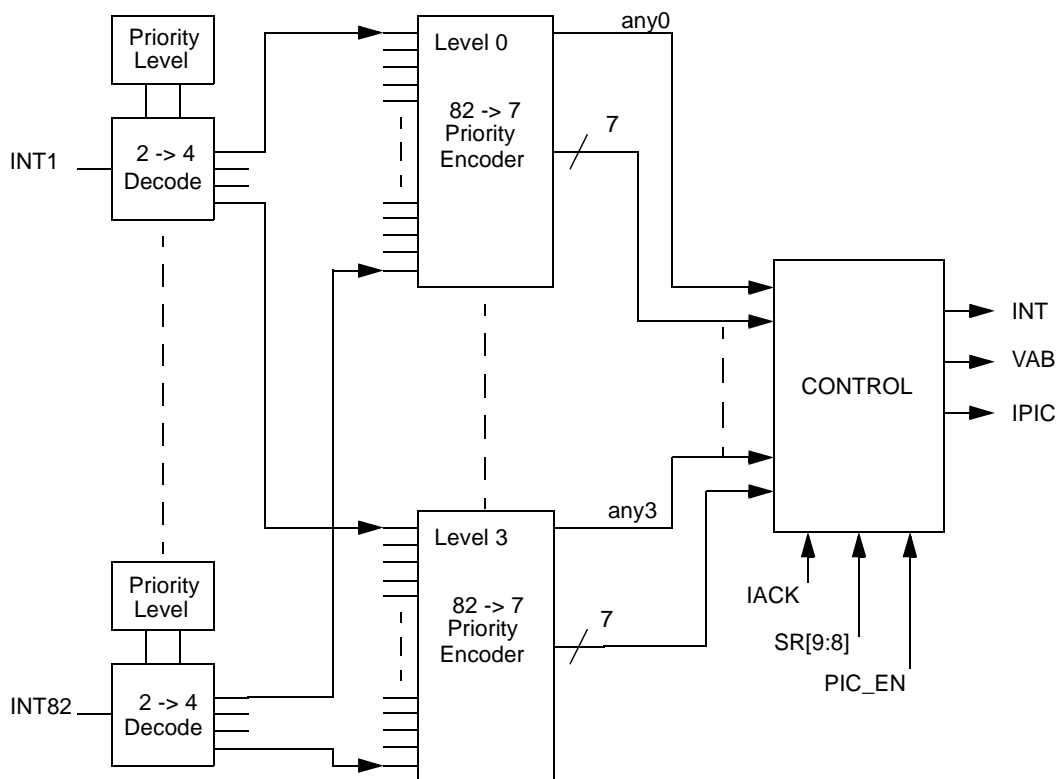 Priority
Level
INT1
2 -> 4
Decode
Level 0
82 -> 7
Priority
Encoder
any0
7
CONTROL
INT
VAB
IPIC
IACK
SR[9:8]
PIC_EN
Priority
Level
INT82
2 -> 4
Decode
Level 3
82 -> 7
Priority
Encoder
any3
7